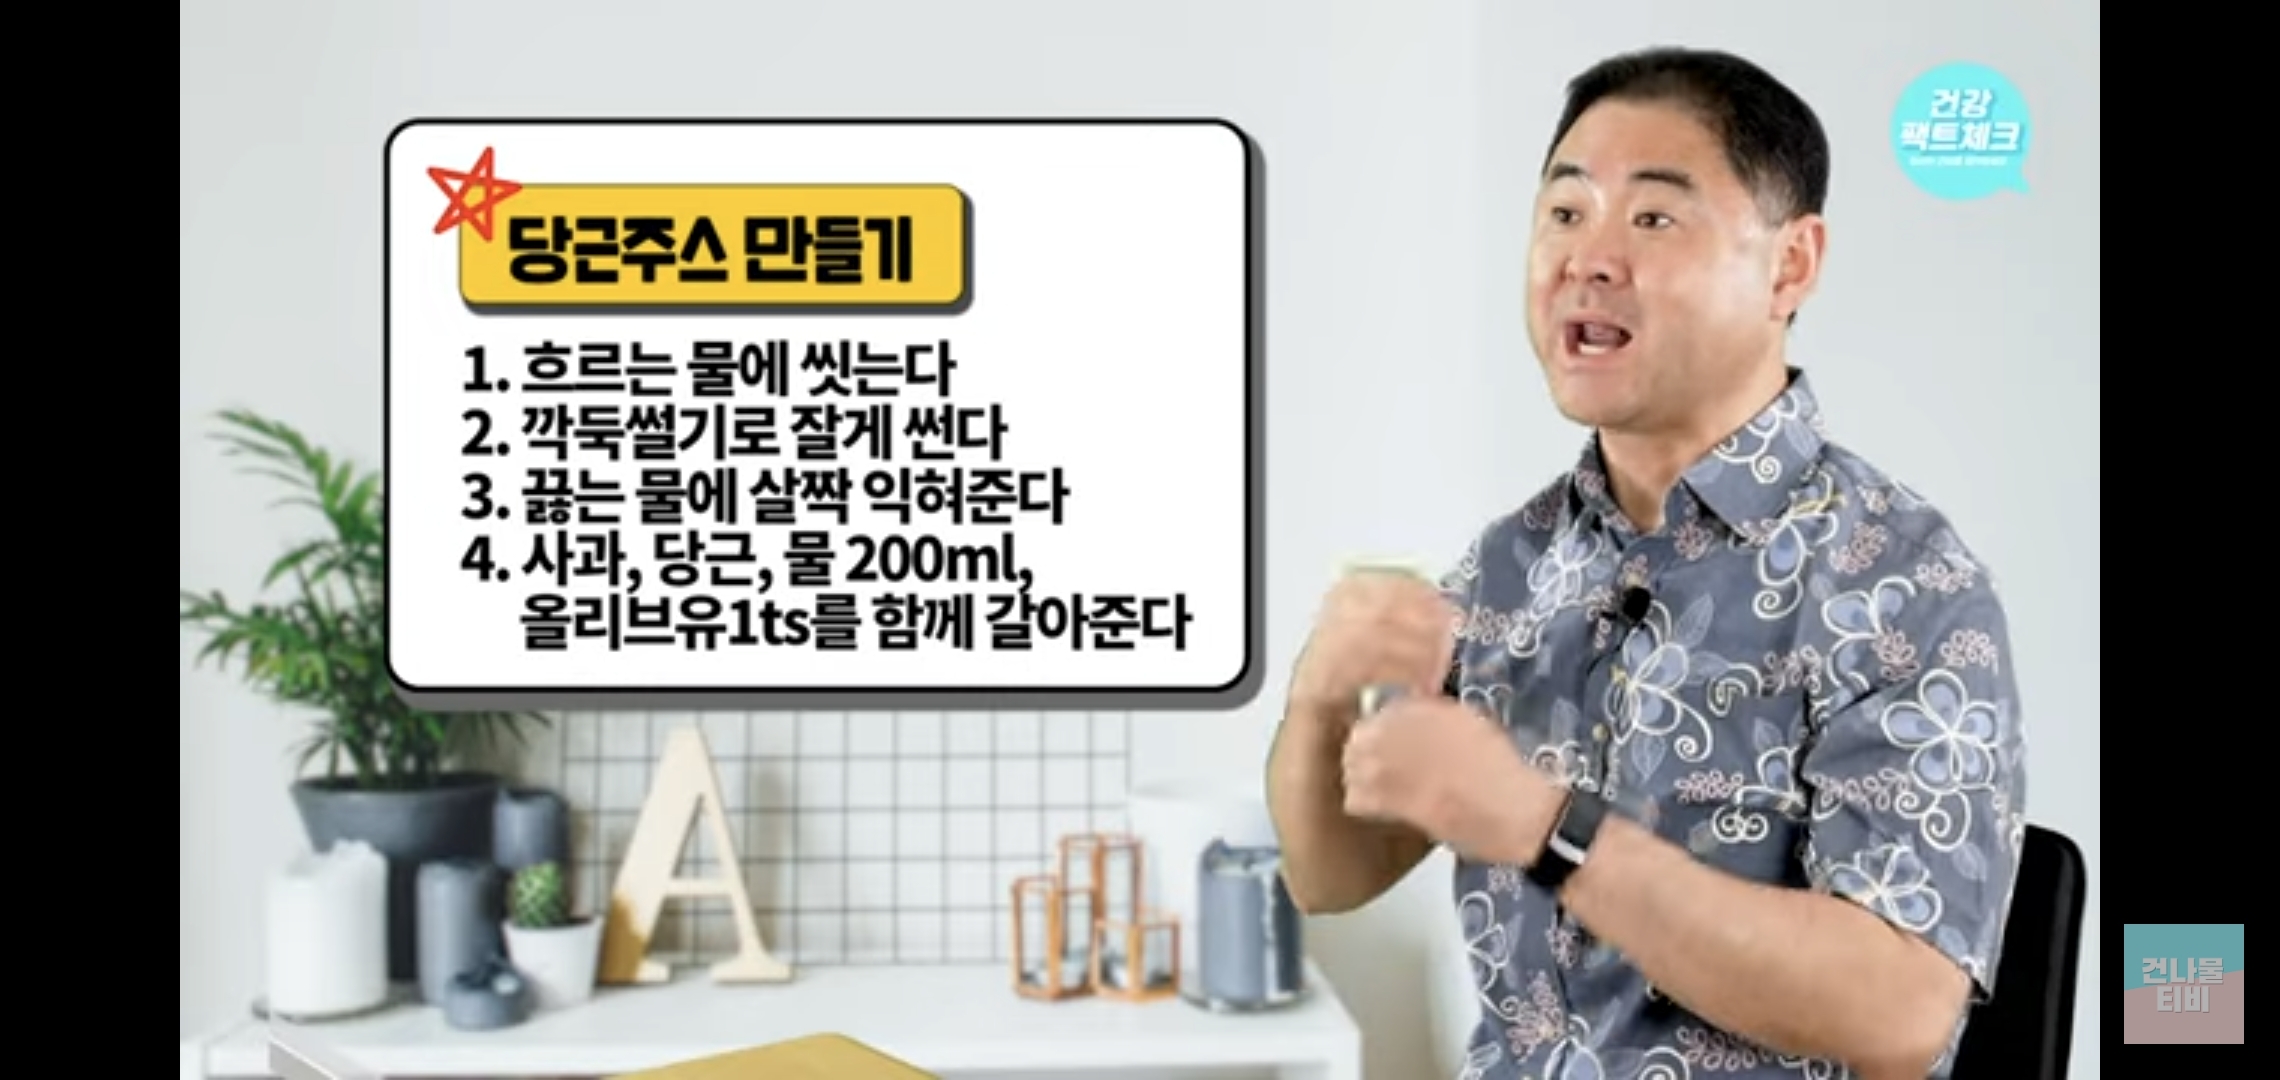 건강
팩트체크
당근주스 만들기
1. 흐르는 물에 씻는다
2. 깍둑썰기로 잘게 썬다
3. 끓는 물에 살짝 익혀준다
4. 사과, 당근, 물 200ml,
올리브유1ts를 함께 갈아준다
A
건나물
티비